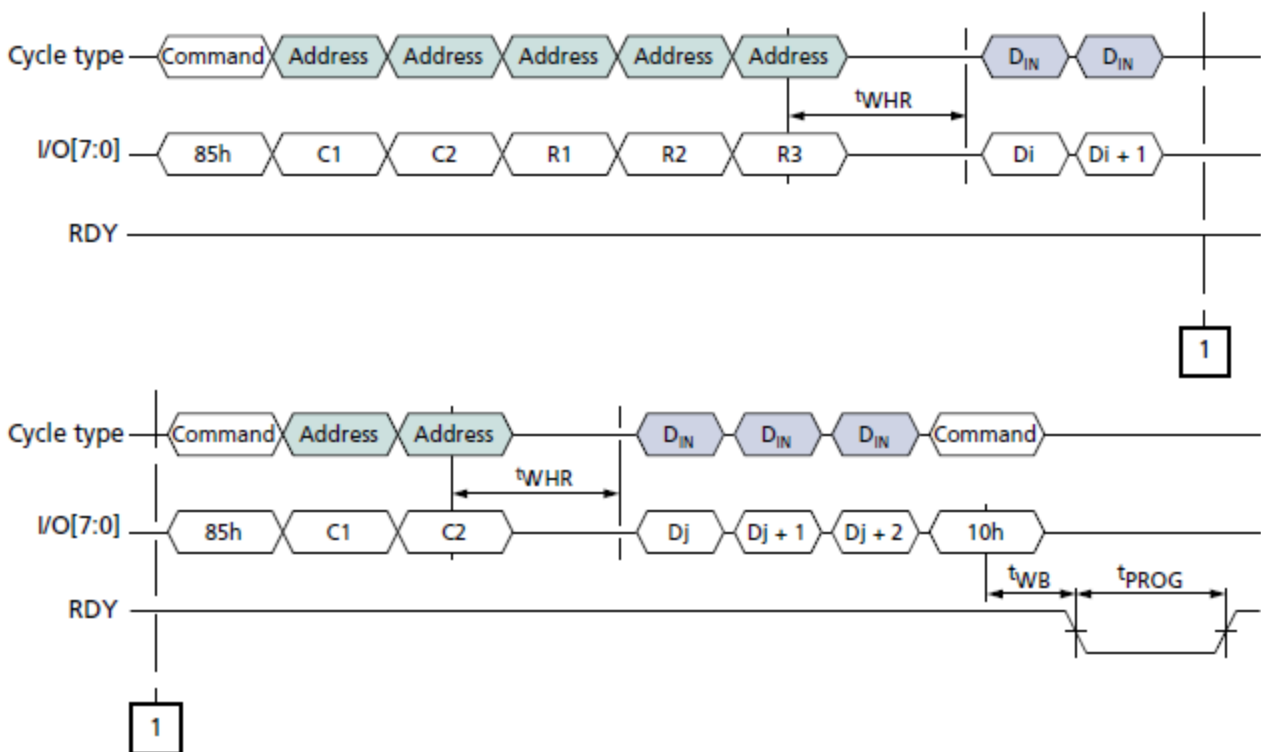 Cycle type Command Address Address Address Address Address DIN DIN
tWHR
I/O[7:0] 85h C1 C2 R1 R2 R3 Di Di + 1
RDY
1
Cycle type Command Address Address DIN DIN DIN Command
tWHR
I/O[7:0] 85h C1 C2 Dj Dj + 1 Dj + 2 10h
tWB tPROG
RDY
1